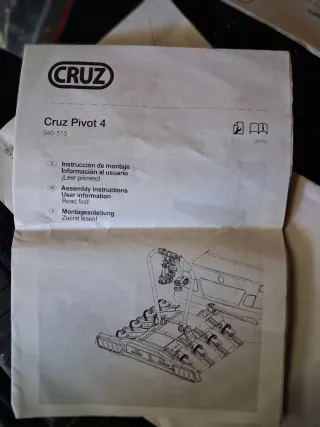 CRUZ
Cruz Pivot 4
940-515
Instrucción de montaje
Información al usuario
¡Leer primero!
Assembly instructions
User information
Read first!
Montageanleitung
Zuerst lesen!